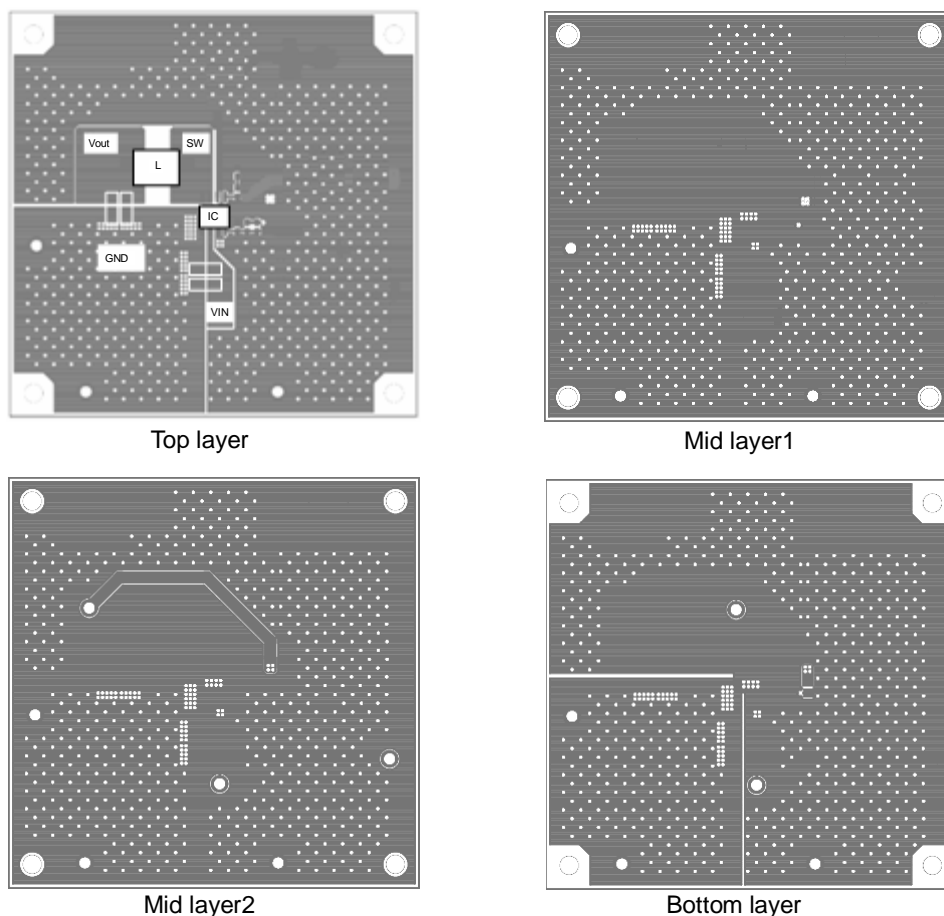 Vout
SW
L
IC
GND
VIN
Top layer
Mid layer1
Mid layer2
Bottom layer